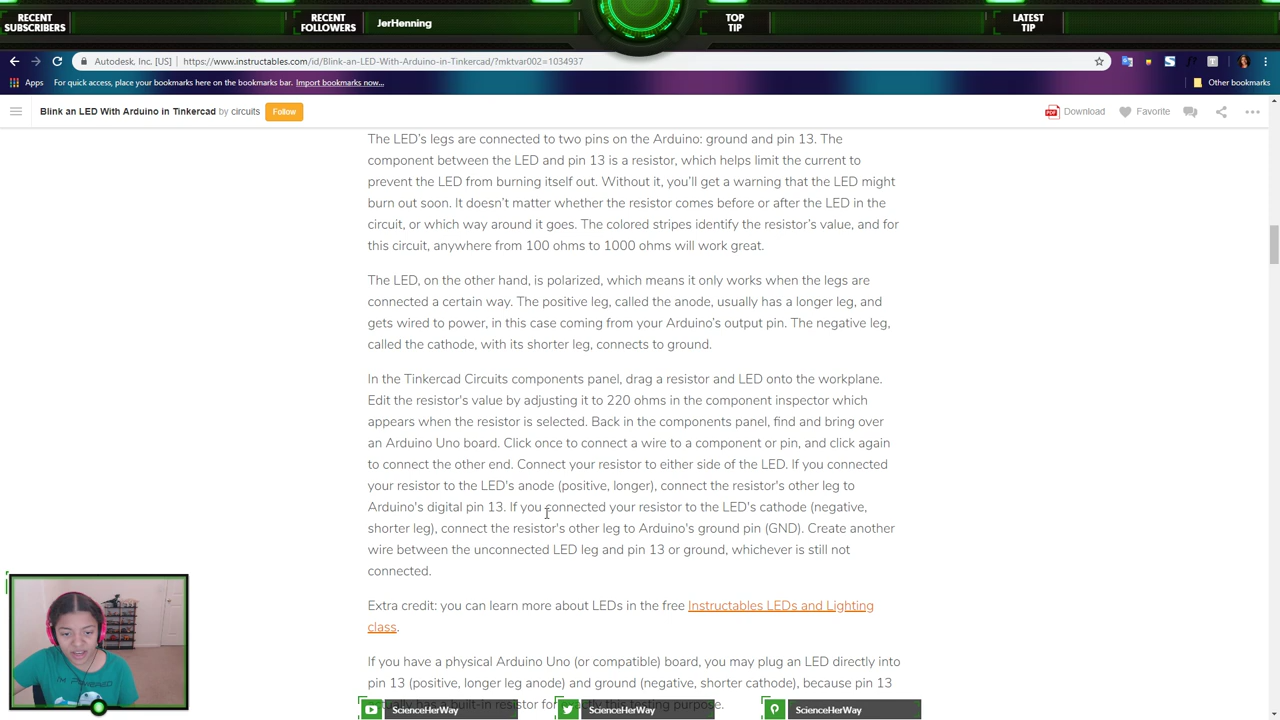 RECENT SUBSCRIBERS
RECENT FOLLOWERS
JerHenning
TOP TIP
LATEST TIP
Autodesk, Inc. [US] https://www.instructables.com/id/Blink-an-LED-With-Arduino-in-Tinkercad/?mktvar002=1034937
Apps For quick access, place your bookmarks here on the bookmarks bar. Import bookmarks now... Other bookmarks
Blink an LED With Arduino in Tinkercad by circuits Follow Download Favorite
The LED's legs are connected to two pins on the Arduino: ground and pin 13. The
component between the LED and pin 13 is a resistor, which helps limit the current to
prevent the LED from burning itself out. Without it, you'll get a warning that the LED might
burn out soon. It doesn't matter whether the resistor comes before or after the LED in the
circuit, or which way around it goes. The colored stripes identify the resistor's value, and for
this circuit, anywhere from 100 ohms to 1000 ohms will work great.
The LED, on the other hand, is polarized, which means it only works when the legs are
connected a certain way. The positive leg, called the anode, usually has a longer leg, and
gets wired to power, in this case coming from your Arduino's output pin. The negative leg,
called the cathode, with its shorter leg, connects to ground.
In the Tinkercad Circuits components panel, drag a resistor and LED onto the workplane.
Edit the resistor's value by adjusting it to 220 ohms in the component inspector which
appears when the resistor is selected. Back in the components panel, find and bring over
an Arduino Uno board. Click once to connect a wire to a component or pin, and click again
to connect the other end. Connect your resistor to either side of the LED. If you connected
your resistor to the LED's anode (positive, longer), connect the resistor's other leg to
Arduino's digital pin 13. If you connected your resistor to the LED's cathode (negative,
shorter leg), connect the resistor's other leg to Arduino's ground pin (GND). Create another
wire between the unconnected LED leg and pin 13 or ground, whichever is still not
connected.
Extra credit: you can learn more about LEDs in the free Instructables LEDs and Lighting
class.
If you have a physical Arduino Uno (or compatible) board, you may plug an LED directly into
pin 13 (positive, longer leg anode) and ground (negative, shorter cathode), because pin 13
actually has a built-in resistor for exactly this testing purpose.
ScienceHerWay
ScienceHerWay
ScienceHerWay